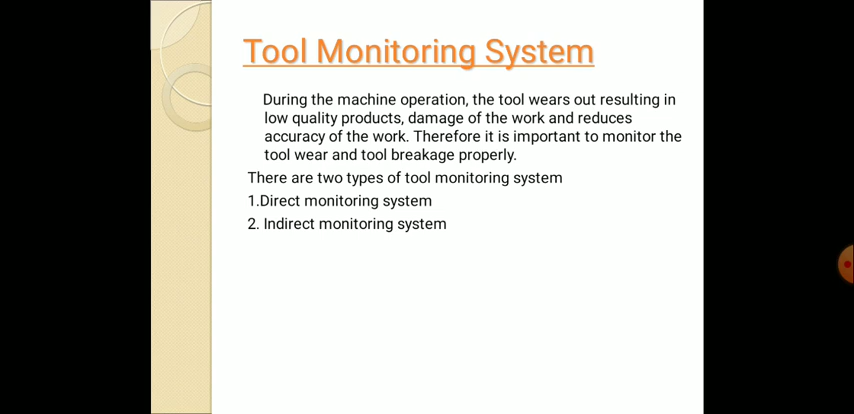 Tool Monitoring System
During the machine operation, the tool wears out resulting in
low quality products, damage of the work and reduces
accuracy of the work. Therefore it is important to monitor the
tool wear and tool breakage properly.
There are two types of tool monitoring system
1.Direct monitoring system
2. Indirect monitoring system